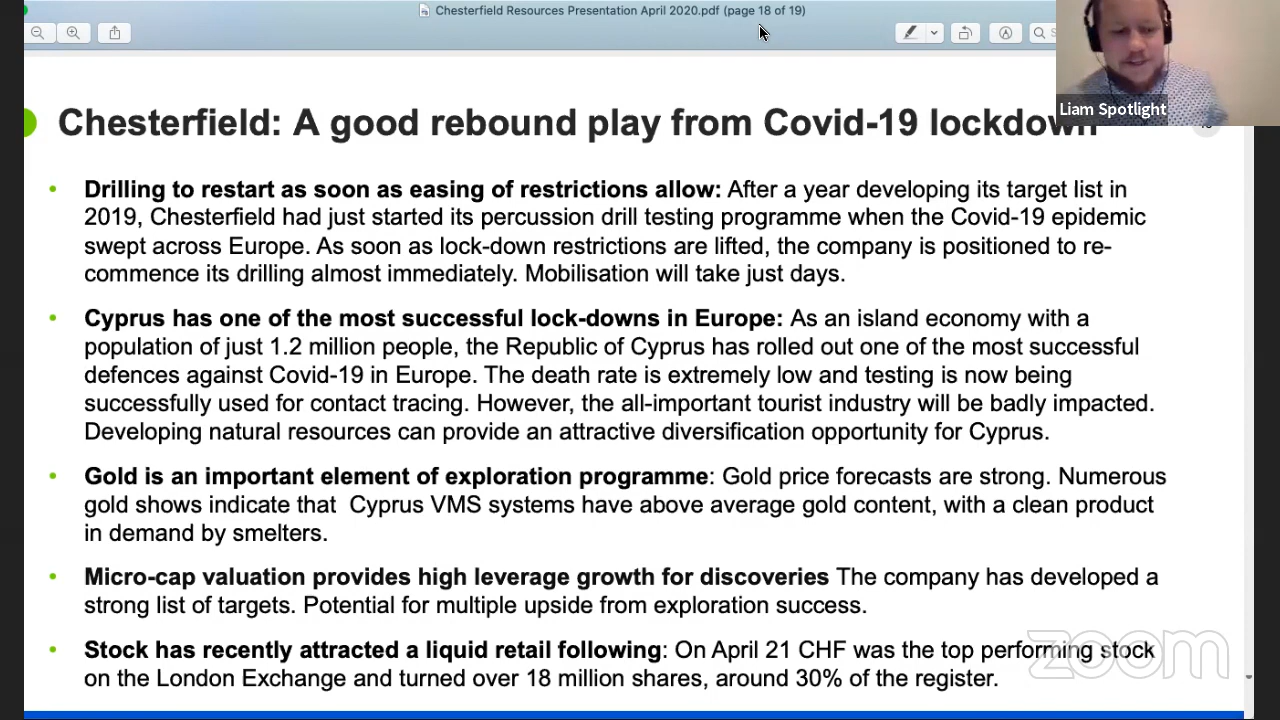 Chesterfield Resources Presentation April 2020.pdf (page 18 of 19)
Liam Spotlight
Chesterfield: A good rebound play from Covid-19 lockdown
• Drilling to restart as soon as easing of restrictions allow: After a year developing its target list in
2019, Chesterfield had just started its percussion drill testing programme when the Covid-19 epidemic
swept across Europe. As soon as lock-down restrictions are lifted, the company is positioned to re-
commence its drilling almost immediately. Mobilisation will take just days.
• Cyprus has one of the most successful lock-downs in Europe: As an island economy with a
population of just 1.2 million people, the Republic of Cyprus has rolled out one of the most successful
defences against Covid-19 in Europe. The death rate is extremely low and testing is now being
successfully used for contact tracing. However, the all-important tourist industry will be badly impacted.
Developing natural resources can provide an attractive diversification opportunity for Cyprus.
• Gold is an important element of exploration programme: Gold price forecasts are strong. Numerous
gold shows indicate that Cyprus VMS systems have above average gold content, with a clean product
in demand by smelters.
• Micro-cap valuation provides high leverage growth for discoveries The company has developed a
strong list of targets. Potential for multiple upside from exploration success.
• Stock has recently attracted a liquid retail following: On April 21 CHF was the top performing stock
on the London Exchange and turned over 18 million shares, around 30% of the register.
zoom